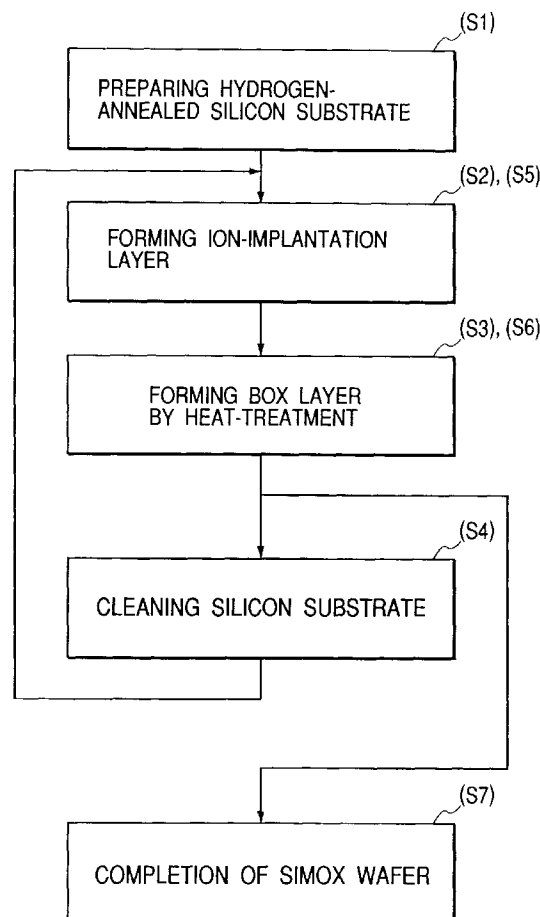 (S1)
PREPARING HYDROGEN-
ANNEALED SILICON SUBSTRATE
(S2), (S5)
FORMING ION-IMPLANTATION
LAYER
(S3), (S6)
FORMING BOX LAYER
BY HEAT-TREATMENT
(S4)
CLEANING SILICON SUBSTRATE
(S7)
COMPLETION OF SIMOX WAFER